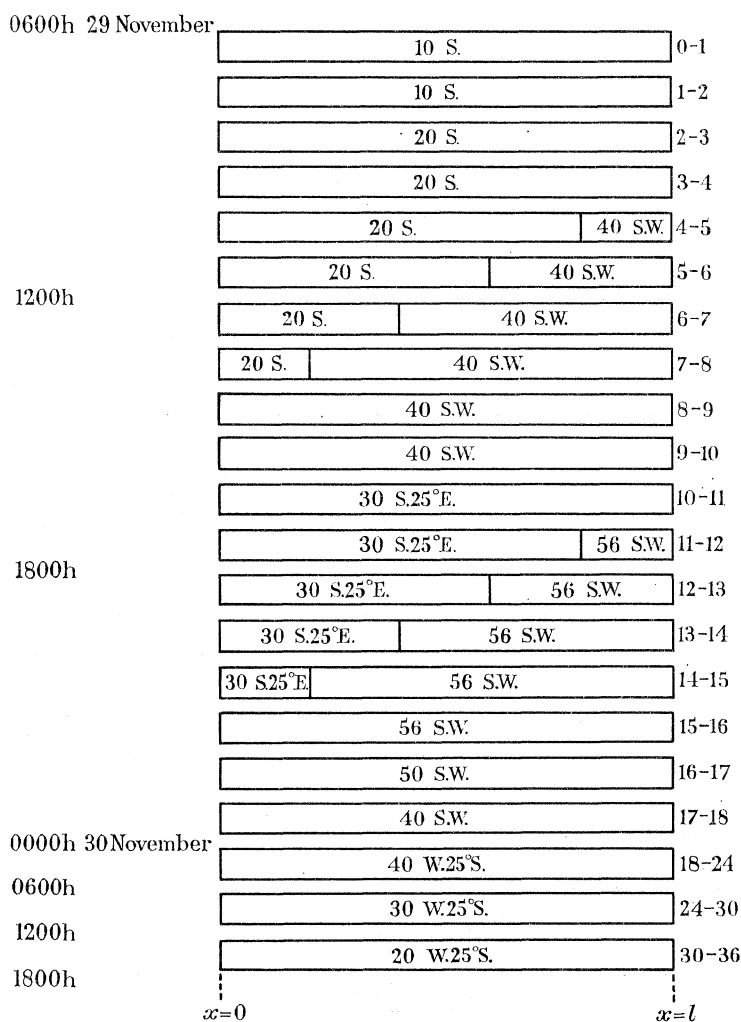 0600h 29 November
10 S. 0-1
10 S. 1-2
20 S. 2-3
20 S. 3-4
20 S. 40 S.W. 4-5
20 S. 40 S.W. 5-6
1200h
20 S. 40 S.W. 6-7
20 S. 40 S.W. 7-8
40 S.W. 8-9
40 S.W. 9-10
30 S.25°E. 10-11
30 S.25°E. 56 S.W. 11-12
1800h
30 S.25°E. 56 S.W. 12-13
30 S.25°E. 56 S.W. 13-14
30 S.25°E. 56 S.W. 14-15
56 S.W. 15-16
50 S.W. 16-17
40 S.W. 17-18
0000h 30 November
40 W.25°S. 18-24
0600h
30 W.25°S. 24-30
1200h
20 W.25°S. 30-36
1800h
x=0 x=l